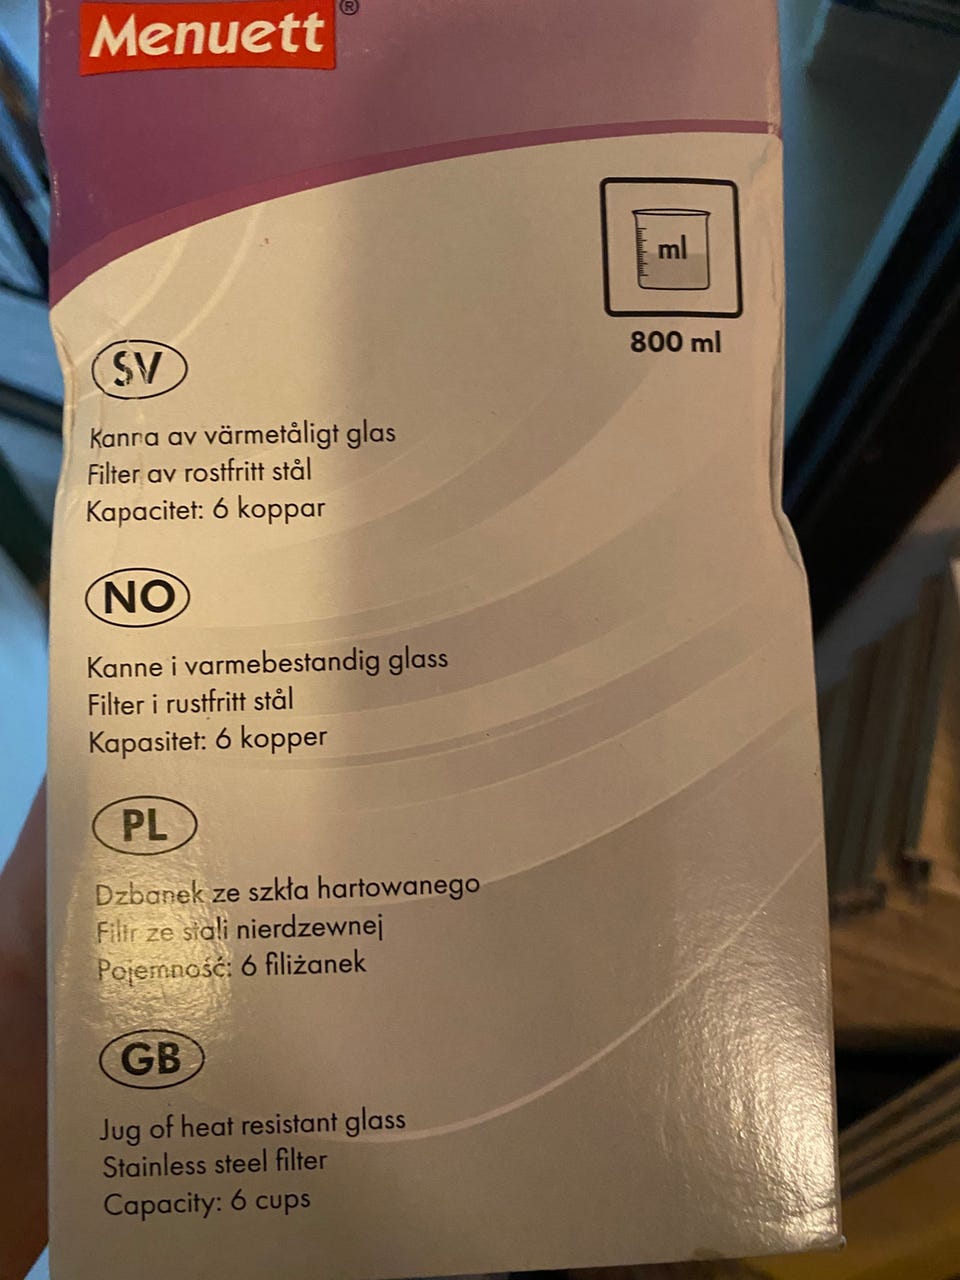 Menuett®
ml
800 ml
SV
Kanna av värmetåligt glas
Filter av rostfritt stål
Kapacitet: 6 koppar
NO
Kanne i varmebestandig glass
Filter i rustfritt stål
Kapasitet: 6 kopper
PL
Dzbanek ze szkła hartowanego
Filtr ze stali nierdzewnej
Pojemność: 6 filiżanek
GB
Jug of heat resistant glass
Stainless steel filter
Capacity: 6 cups